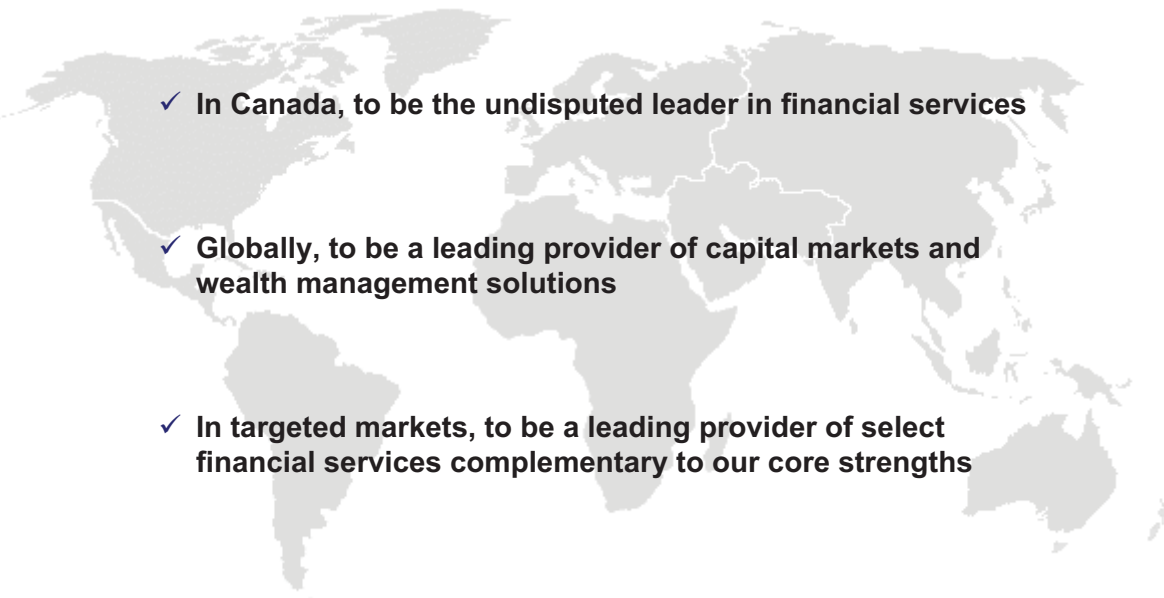 ✓ In Canada, to be the undisputed leader in financial services
✓ Globally, to be a leading provider of capital markets and
wealth management solutions
✓ In targeted markets, to be a leading provider of select
financial services complementary to our core strengths